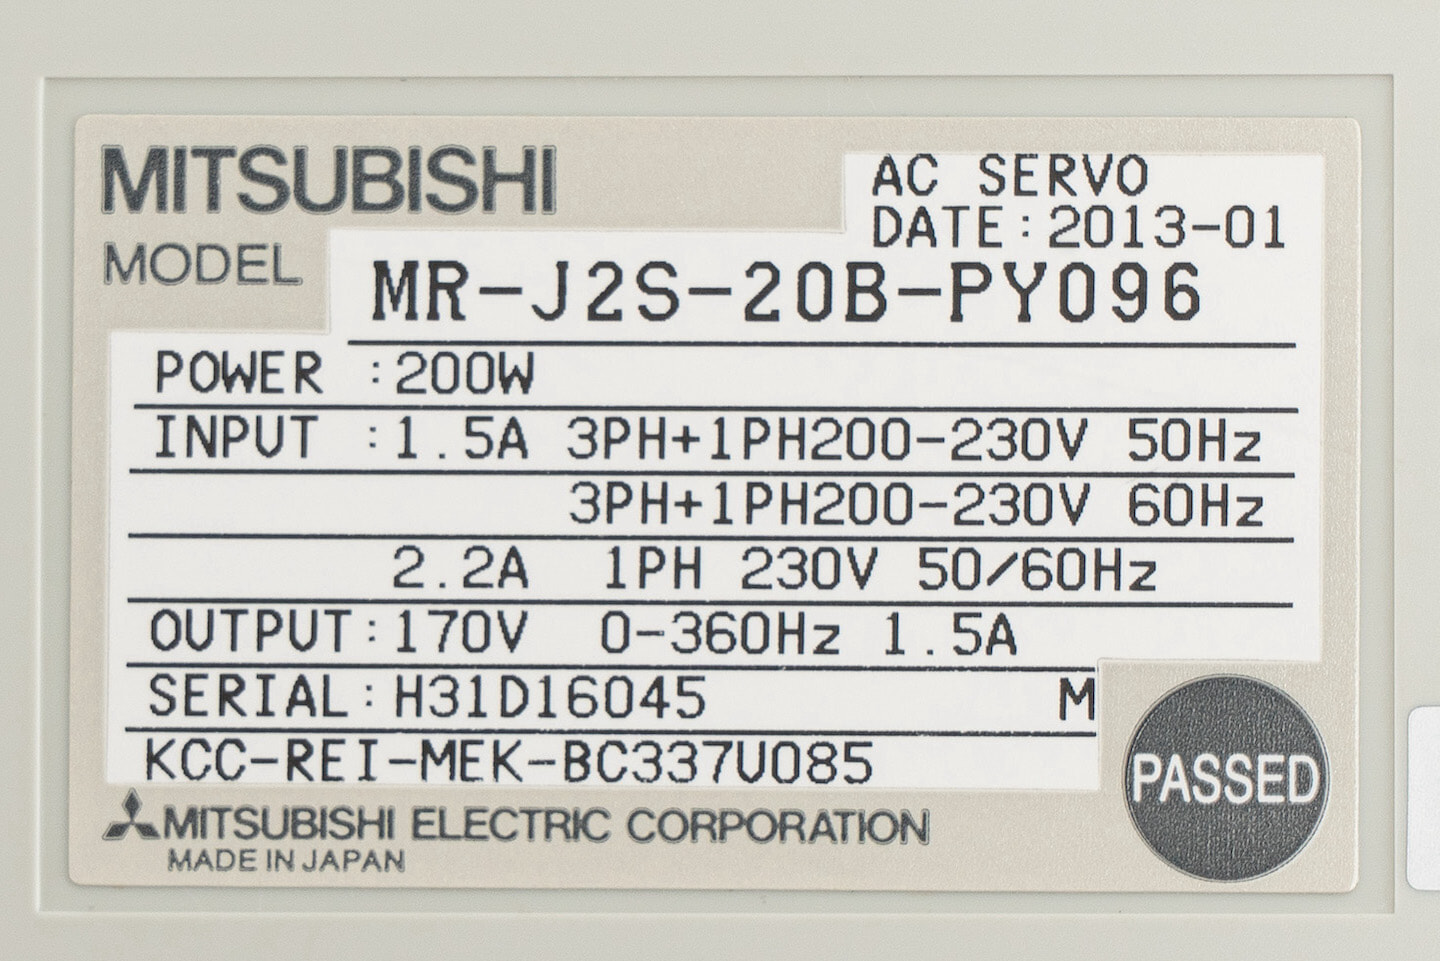 MITSUBISHI
AC SERVO
DATE:2013-01
MODEL MR-J2S-20B-PY096
POWER :200W
INPUT :1.5A 3PH+1PH200-230V 50Hz
3PH+1PH200-230V 60Hz
2.2A 1PH 230V 50/60Hz
OUTPUT:170V 0-360Hz 1.5A
SERIAL:H31D16045 M
KCC-REI-MEK-BC337U085
PASSED
MITSUBISHI ELECTRIC CORPORATION
MADE IN JAPAN